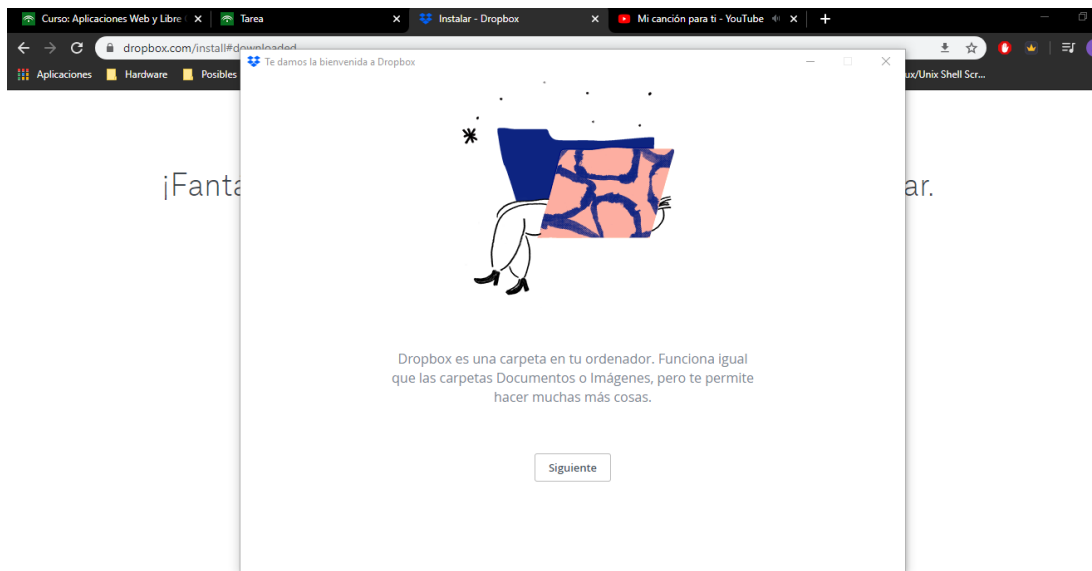 Curso: Aplicaciones Web y Libre
Tarea
Instalar - Dropbox
Mi canción para ti - YouTube
dropbox.com/install#downloaded
Aplicaciones
Hardware
Posibles
ux/Unix Shell Scr...
Te damos la bienvenida a Dropbox
¡Fanta
ar.
Dropbox es una carpeta en tu ordenador. Funciona igual
que las carpetas Documentos o Imágenes, pero te permite
hacer muchas más cosas.
Siguiente